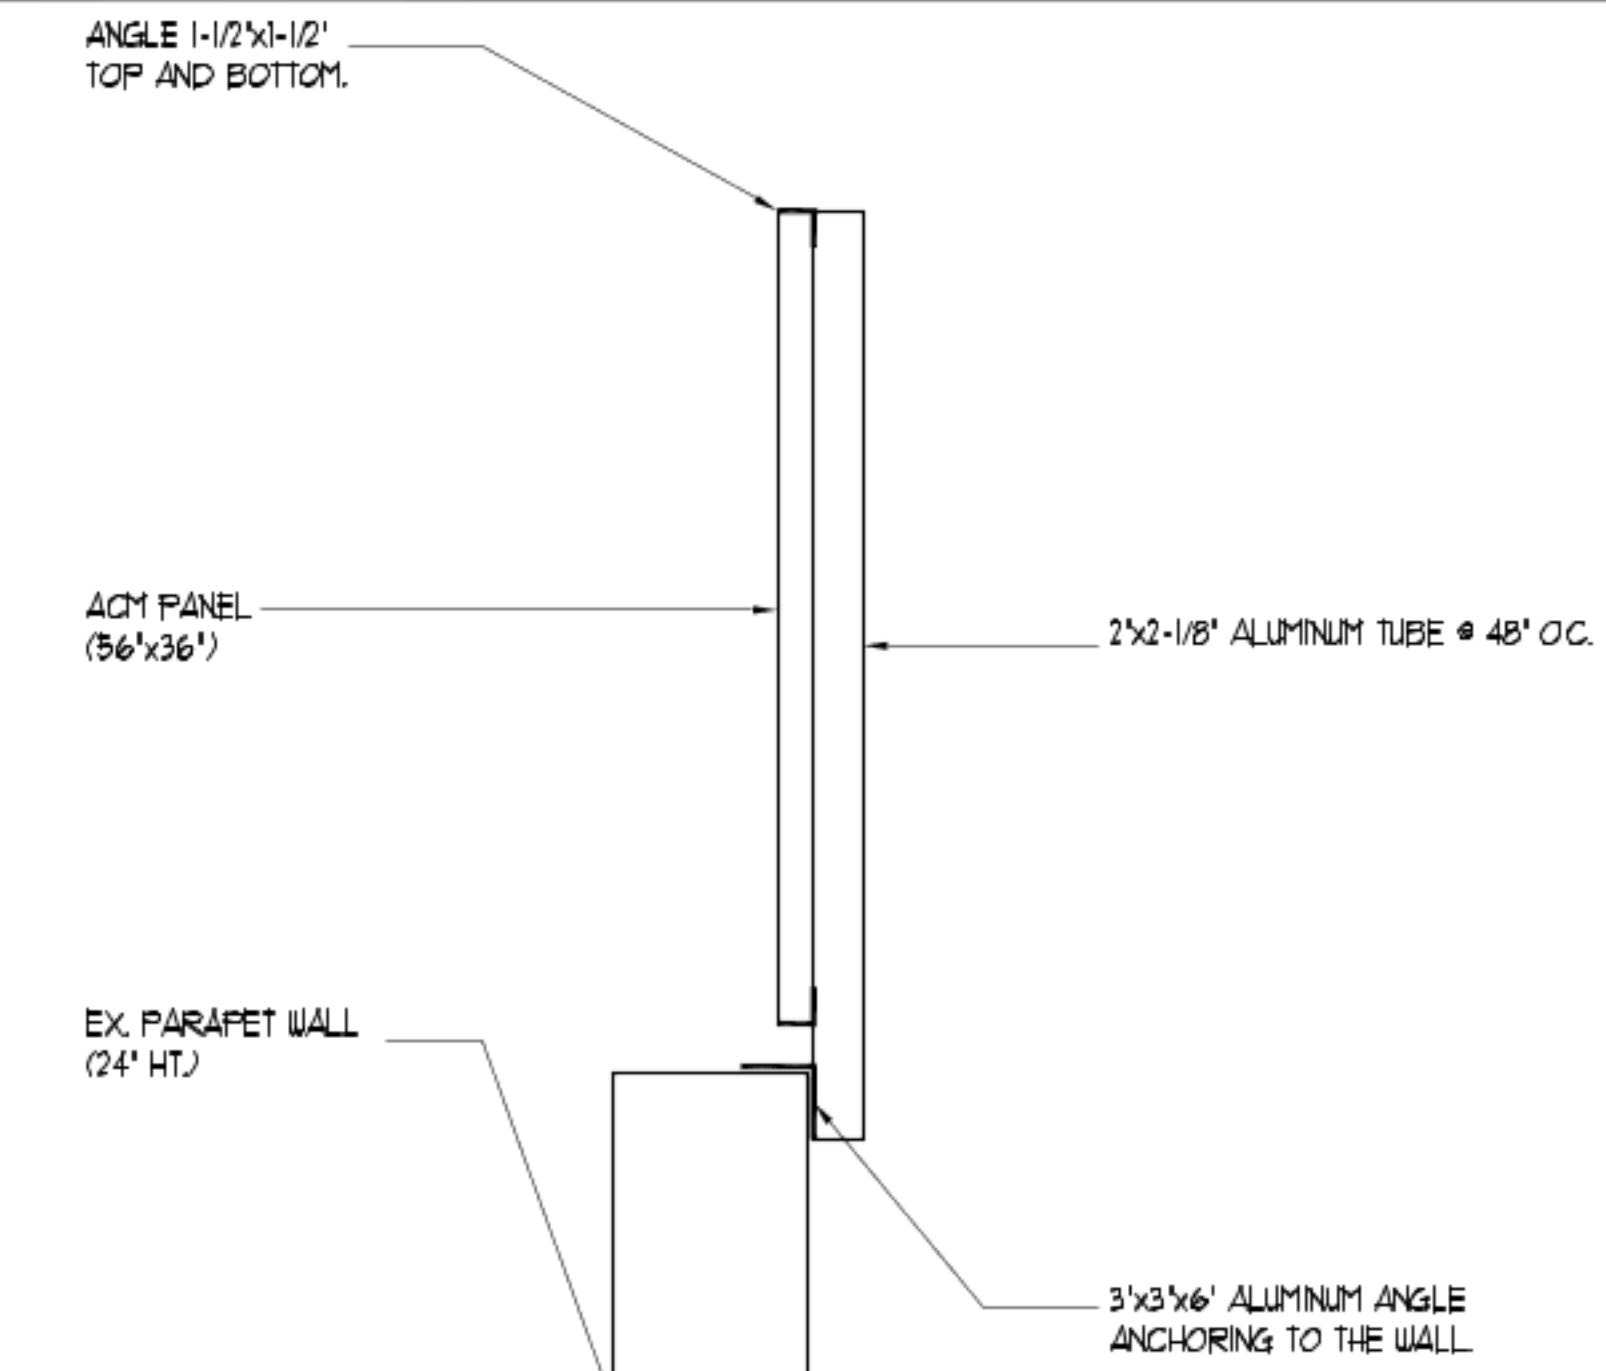 ANGLE 1-1/2"x1-1/2"
TOP AND BOTTOM.
ACM PANEL
(56"x36")
2"x2-1/8" ALUMINUM TUBE @ 48" O.C.
EX. PARAPET WALL
(24" HT.)
3"x3"x6" ALUMINUM ANGLE
ANCHORING TO THE WALL